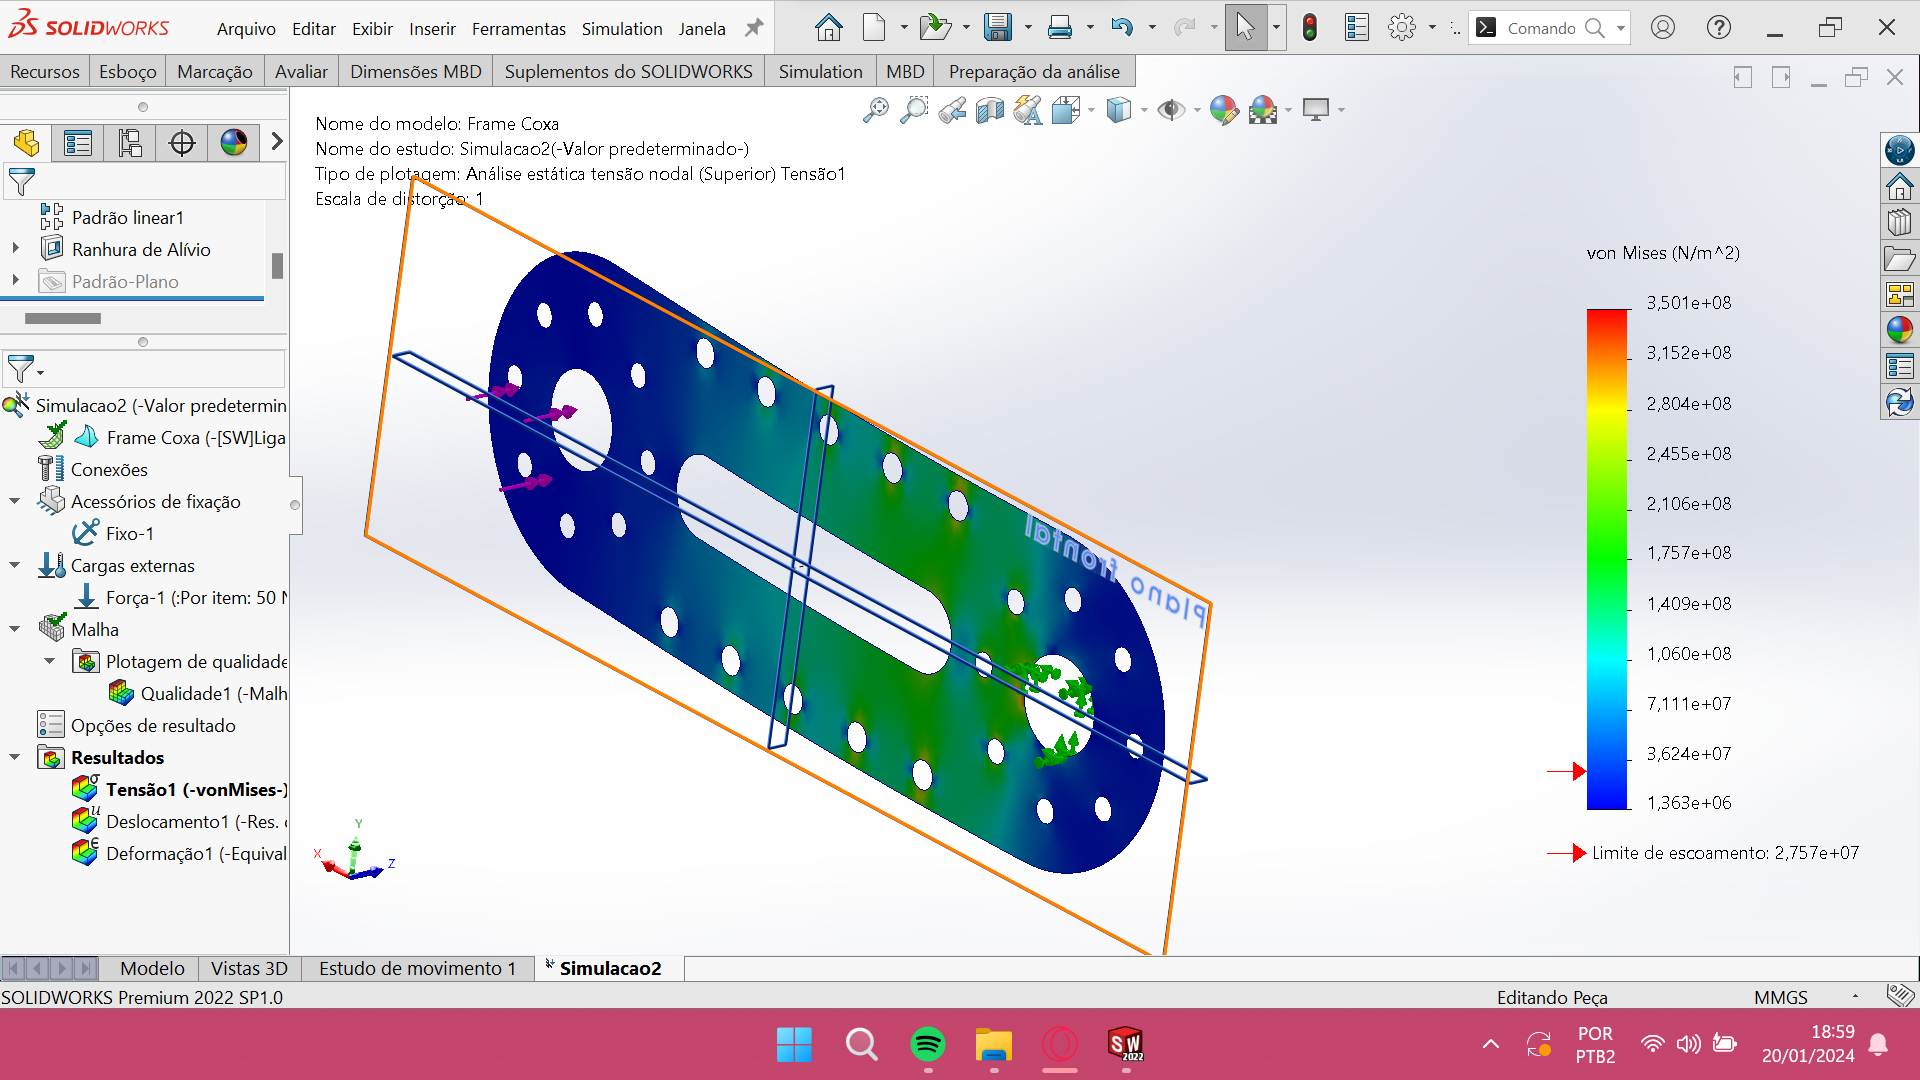 SOLIDWORKS
Arquivo Editar Exibir Inserir Ferramentas Simulation Janela
Comando
Recursos Esboço Marcação Avaliar Dimensões MBD Suplementos do SOLIDWORKS Simulation MBD Preparação da análise
Padrão linear1
Ranhura de Alívio
Padrão-Plano
Simulacao2 (-Valor predetermin
Frame Coxa (-[SW]Liga
Conexões
Acessórios de fixação
Fixo-1
Cargas externas
Força-1 (:Por item: 50 N
Malha
Plotagem de qualidade
Qualidade1 (-Malh
Opções de resultado
Resultados
Tensão1 (-vonMises-)
Deslocamento1 (-Res.
Deformação1 (-Equival
Nome do modelo: Frame Coxa
Nome do estudo: Simulacao2(-Valor predeterminado-)
Tipo de plotagem: Análise estática tensão nodal (Superior) Tensão1
Escala de distorção: 1
Plano frontal
Y
X
Z
von Mises (N/m^2)
3,501e+08
3,152e+08
2,804e+08
2,455e+08
2,106e+08
1,757e+08
1,409e+08
1,060e+08
7,111e+07
3,624e+07
1,363e+06
Limite de escoamento: 2,757e+07
Modelo Vistas 3D Estudo de movimento 1 Simulacao2
SOLIDWORKS Premium 2022 SP1.0
Editando Peça
MMGS
SW
2022
POR
PTB2
18:59
20/01/2024